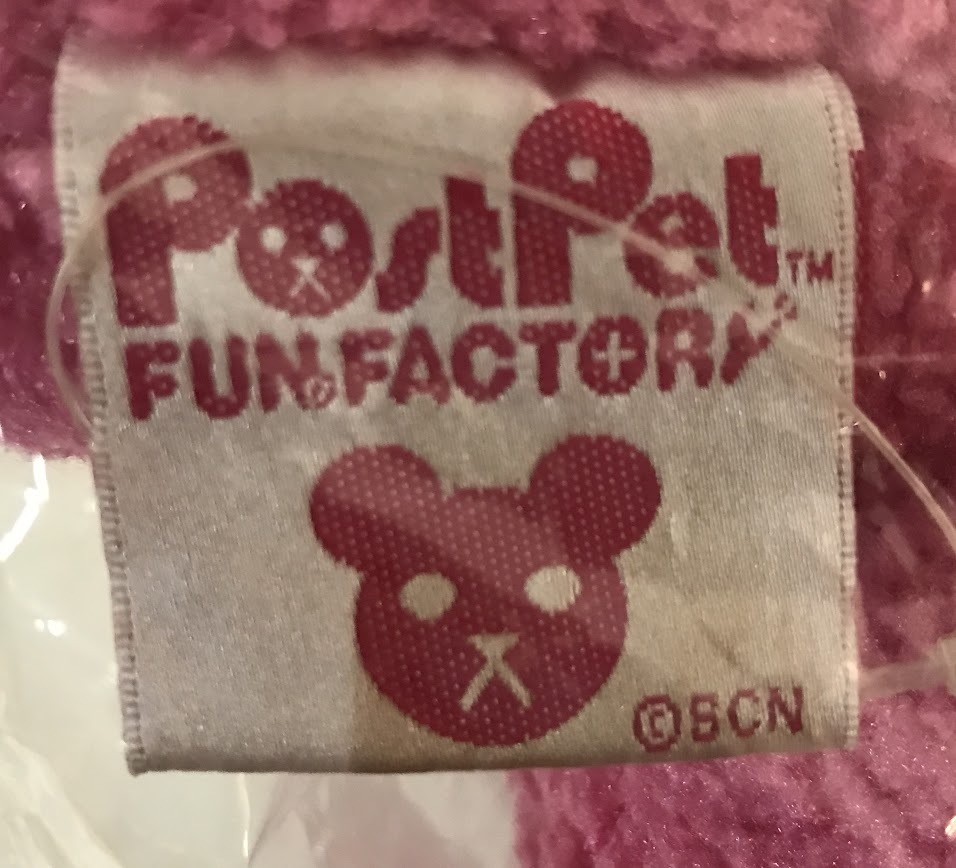 PostPet™
FUN FACTORY
©SCN